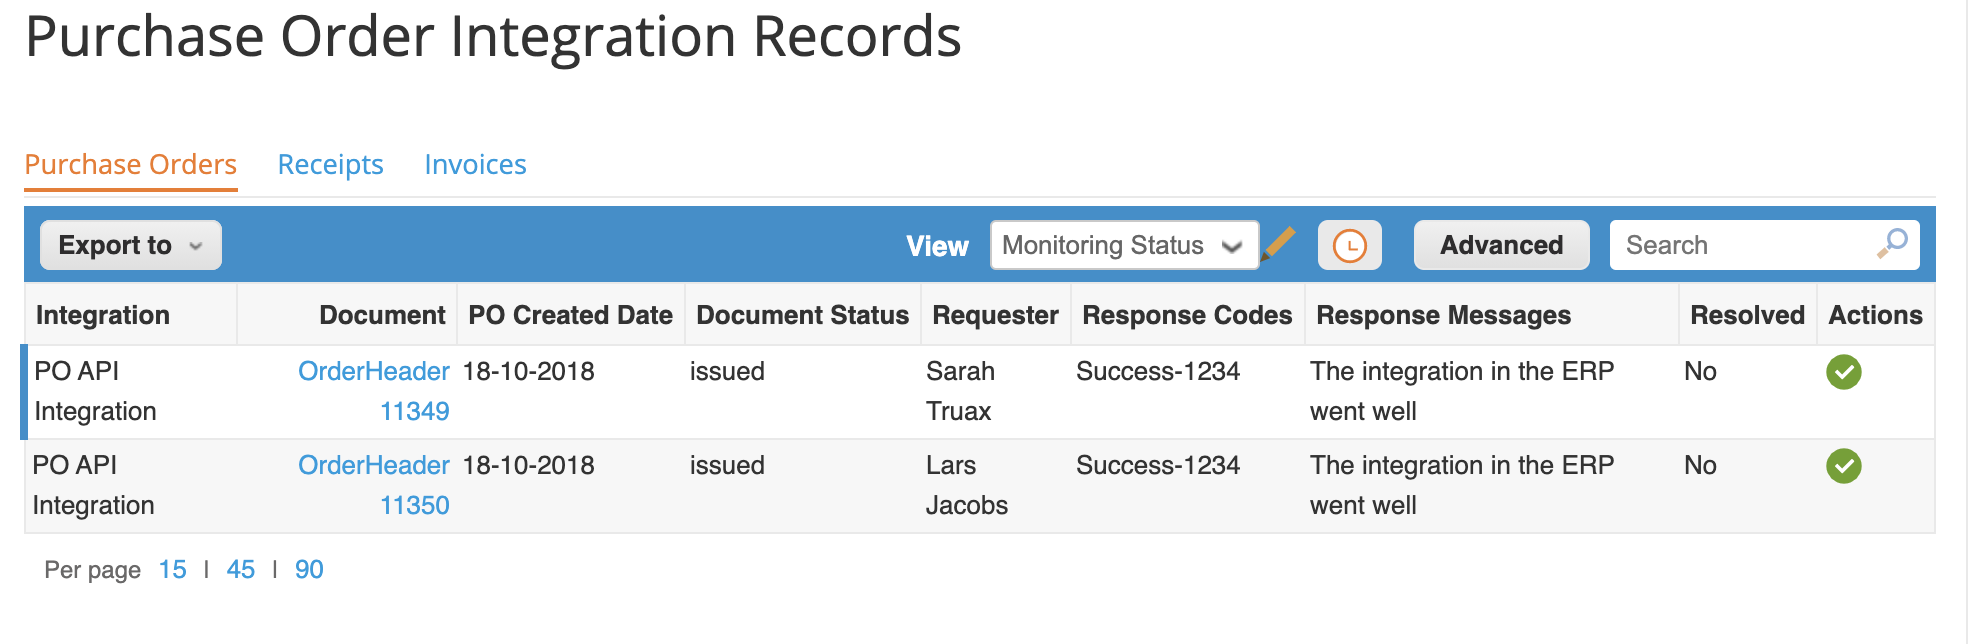 Purchase Order Integration Records
Purchase Orders Receipts Invoices
Export to View Monitoring Status Advanced Search
Integration Document PO Created Date Document Status Requester Response Codes Response Messages Resolved Actions
PO API OrderHeader 18-10-2018 issued Sarah Success-1234 The integration in the ERP No
Integration 11349 Truax went well
PO API OrderHeader 18-10-2018 issued Lars Success-1234 The integration in the ERP No
Integration 11350 Jacobs went well
Per page 15 | 45 | 90